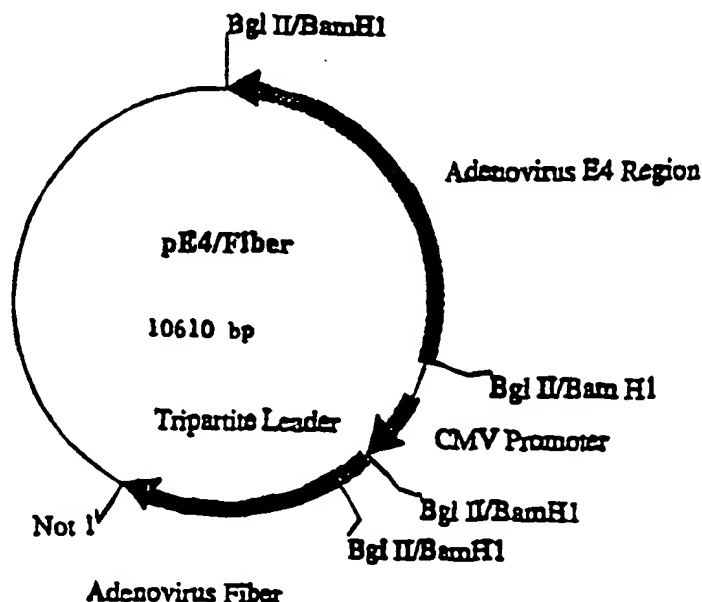 Bgl II/BamH1
Adenovirus E4 Region
pE4/Fiber
10610 bp
Bgl II/Bam H1
Tripartite Leader
CMV Promoter
Bgl II/BamH1
Not 1
Bgl II/BamH1
Adenovirus Fiber